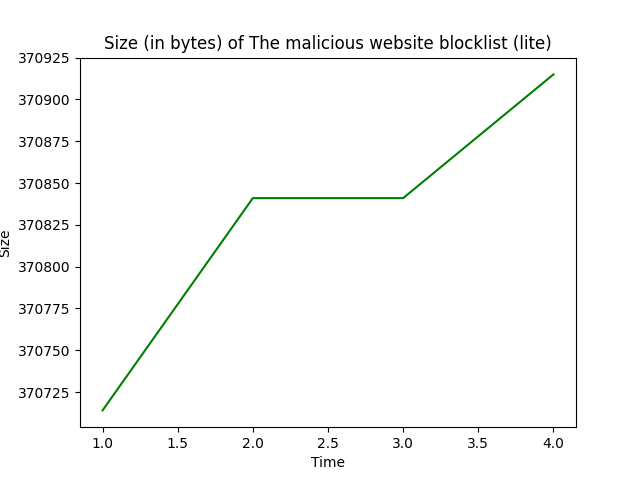 Size (in bytes) of The malicious website blocklist (lite)
370925
370900
370875
370850
370825
370800
370775
370750
370725
Size
1.0 1.5 2.0 2.5 3.0 3.5 4.0
Time